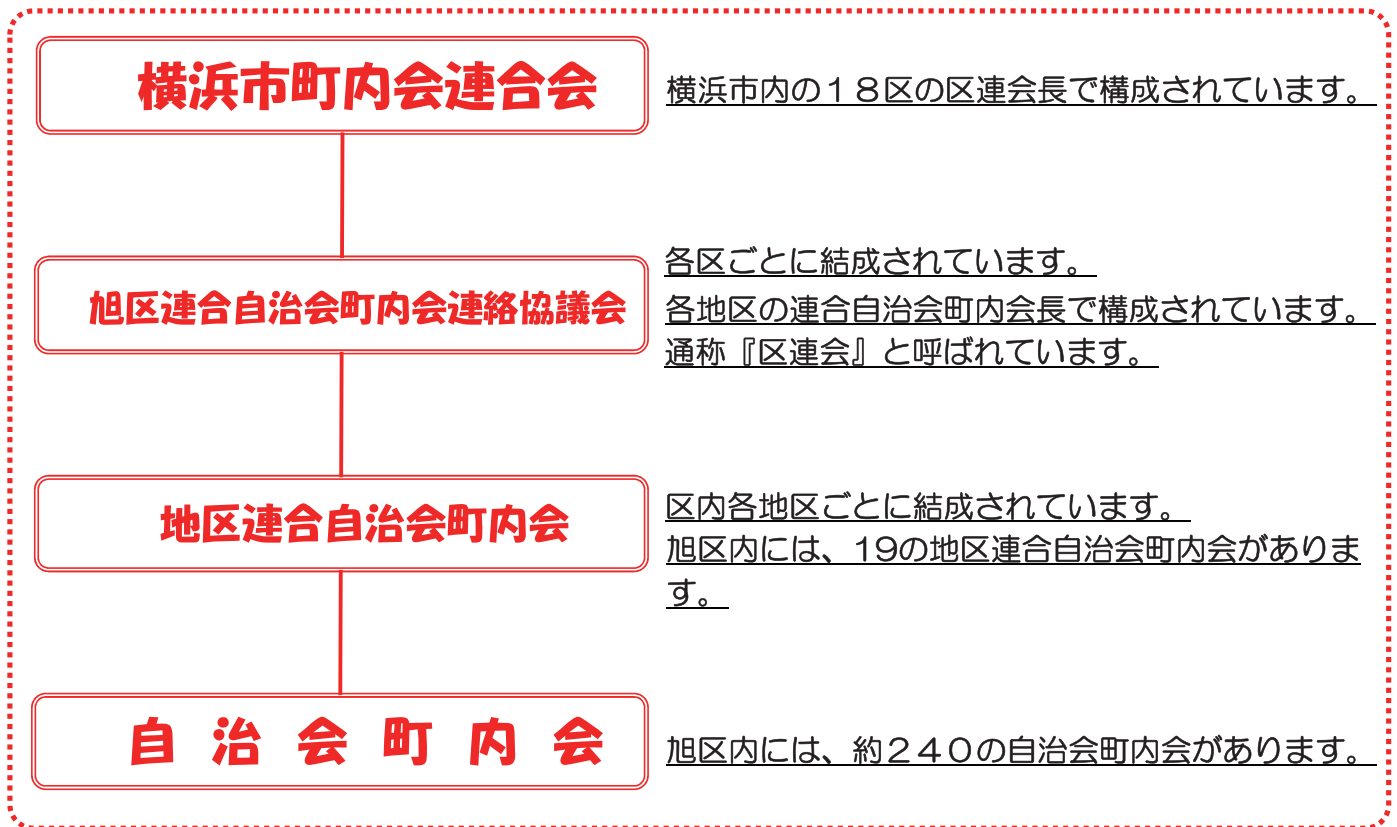 横浜市町内会連合会
横浜市内の１８区の区連会長で構成されています。
旭区連合自治会町内会連絡協議会
各区ごとに結成されています。
各地区の連合自治会町内会長で構成されています。
通称『区連会』と呼ばれています。
地区連合自治会町内会
区内各地区ごとに結成されています。
旭区内には、19の地区連合自治会町内会がありま
す。
自治会町内会
旭区内には、約２４０の自治会町内会があります。